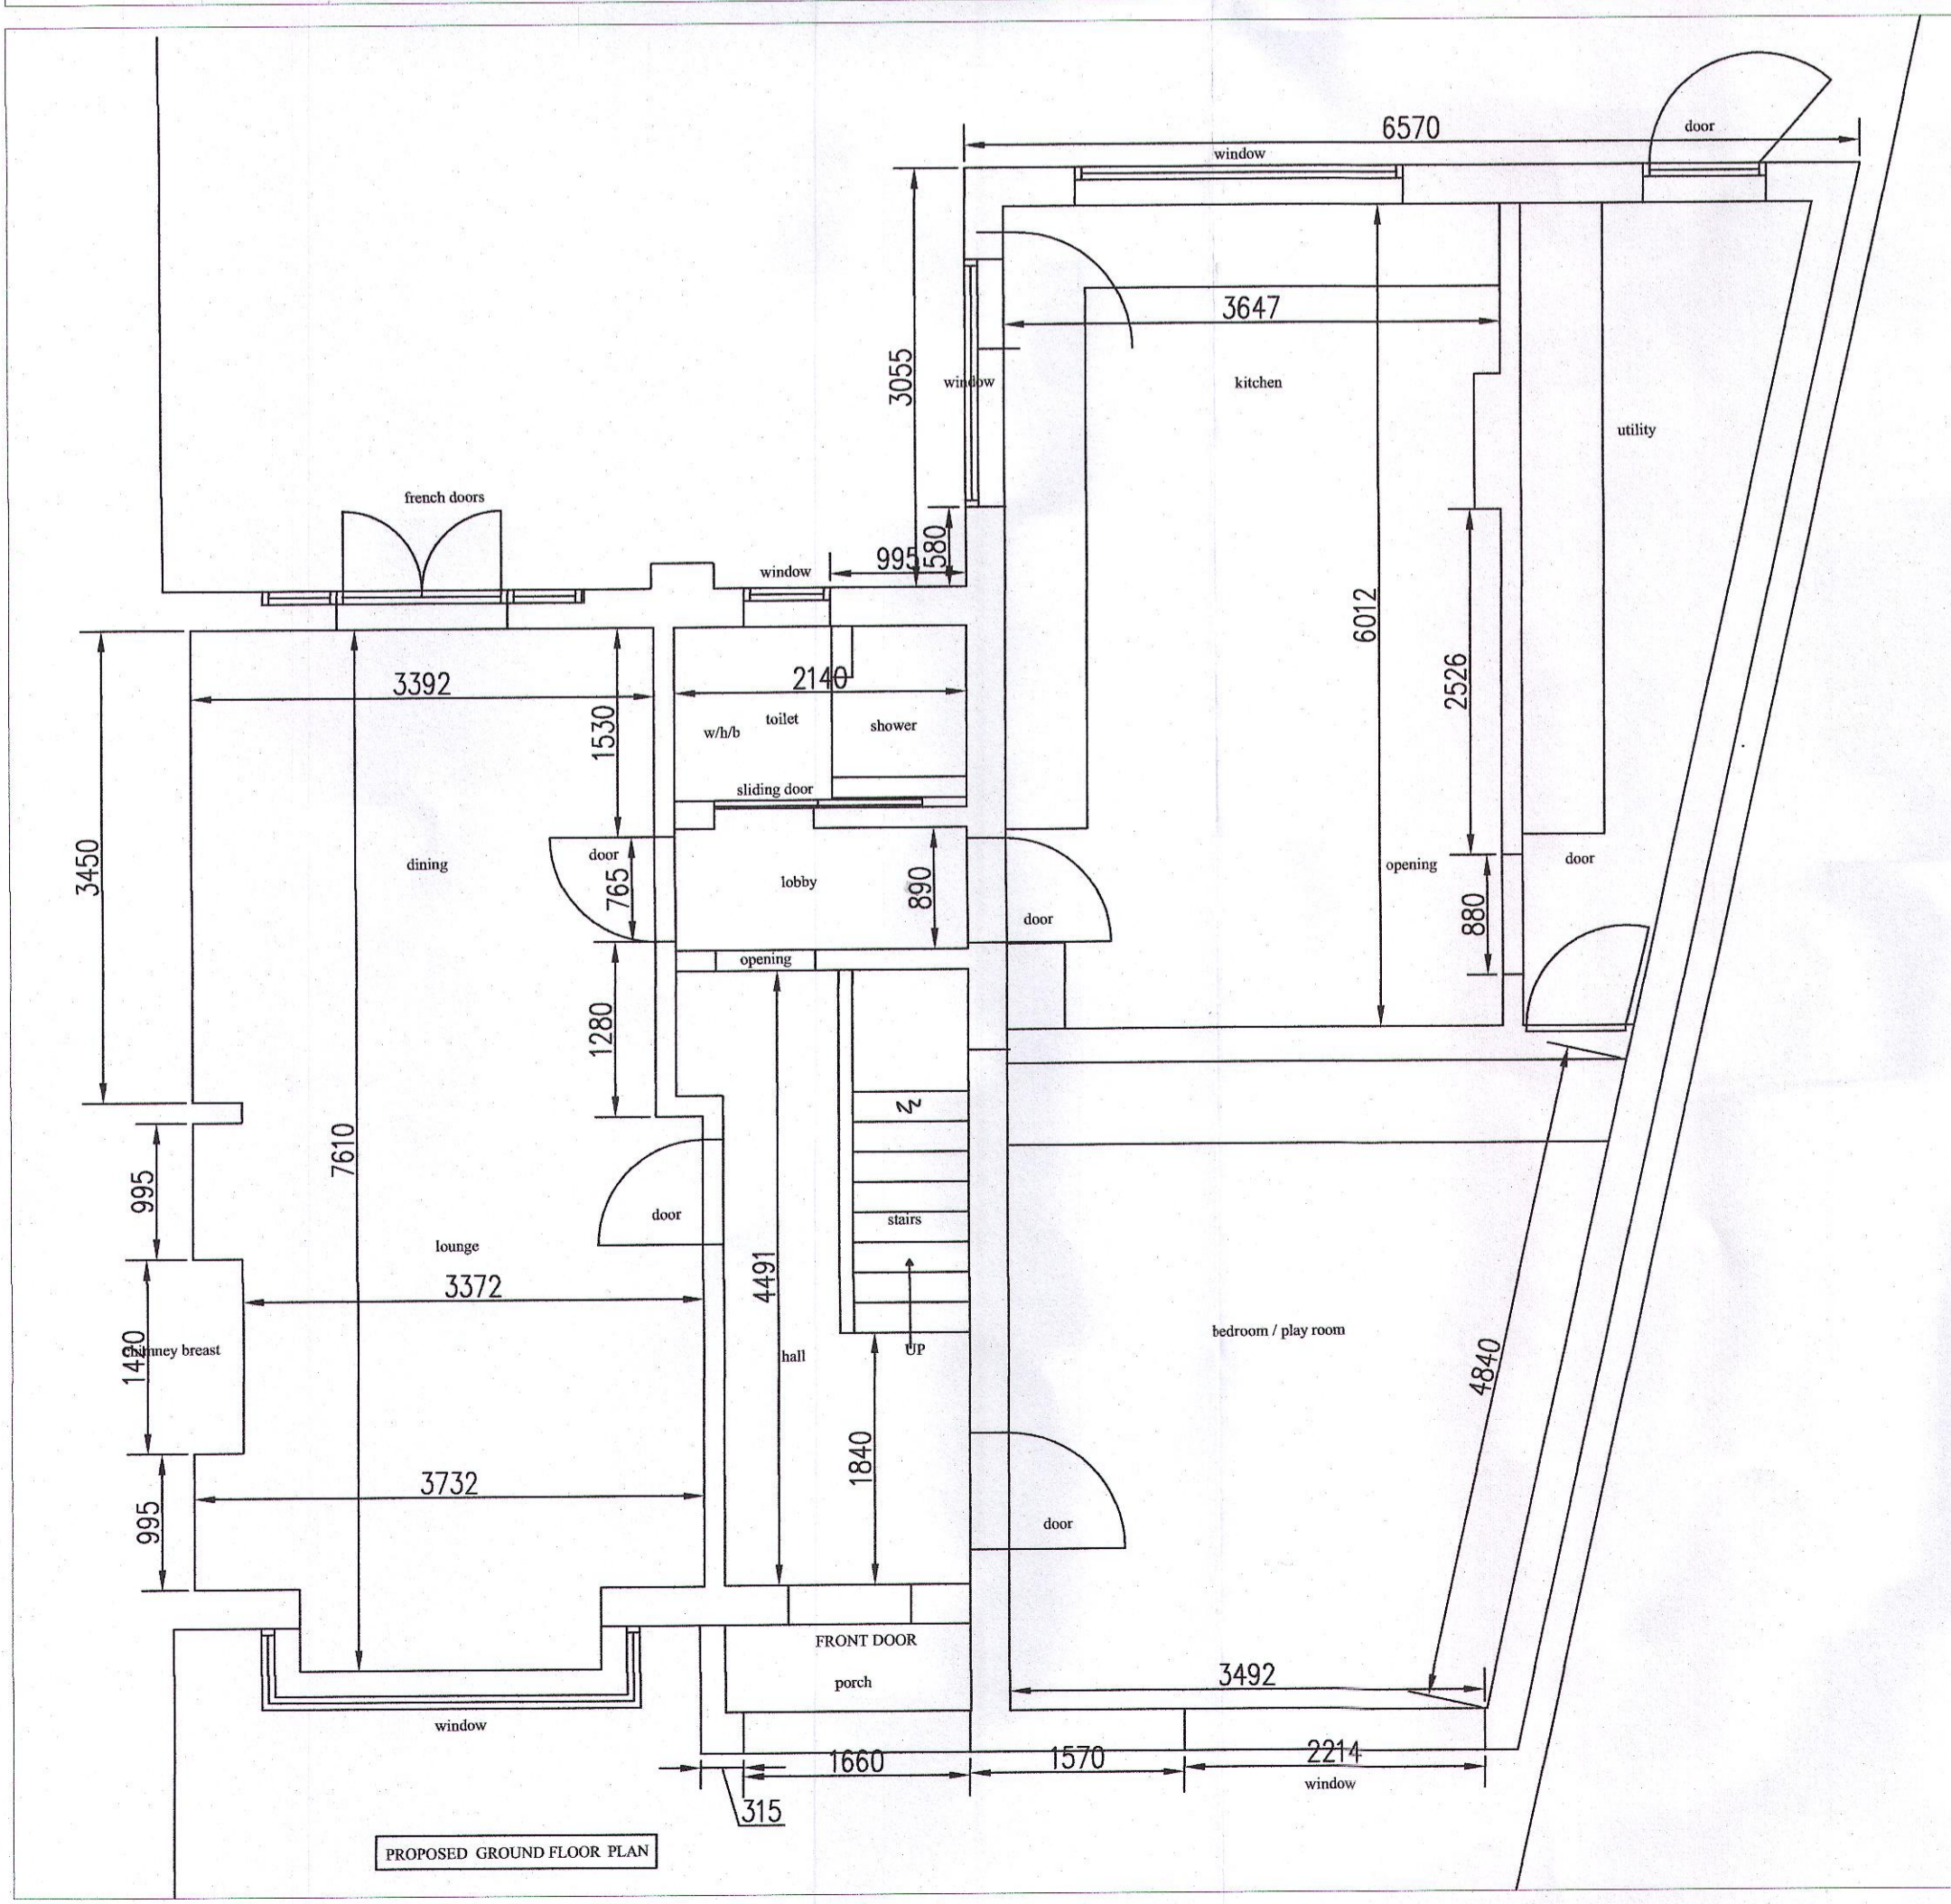 6570
door
window
3647
3055
window
kitchen
utility
french doors
580
995
window
6012
2526
3392
2140
1530
toilet
w/h/b
shower
sliding door
3450
dining
door
765
lobby
890
opening
door
880
door
opening
1280
995
7610
door
stairs
lounge
3372
4491
1420
chimney breast
hall
UP
bedroom / play room
4840
1840
3732
995
door
FRONT DOOR
porch
3492
window
1660
1570
2214
window
315
PROPOSED GROUND FLOOR PLAN